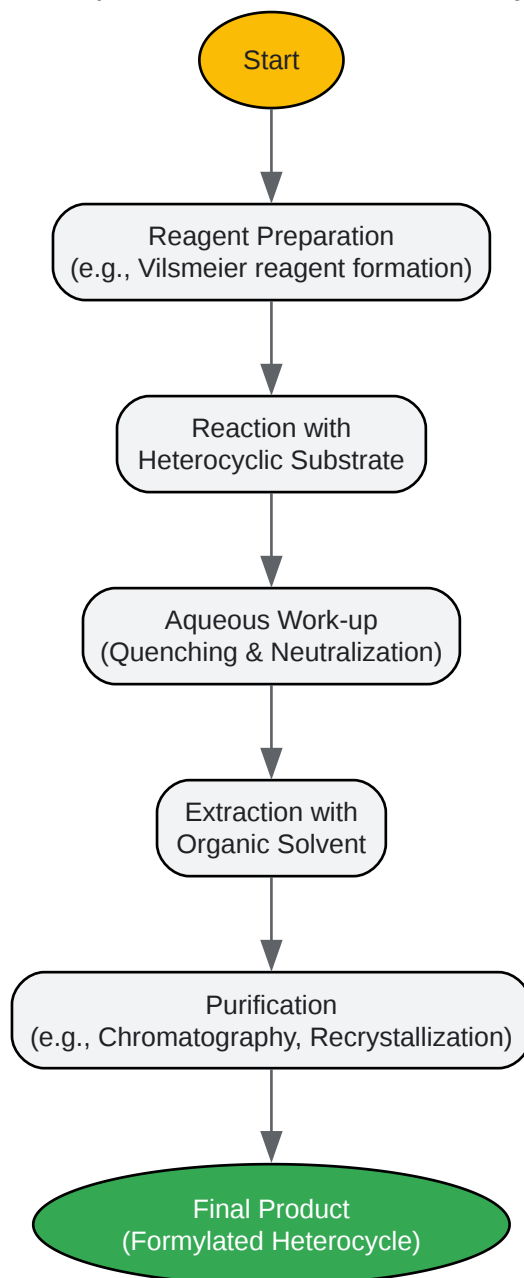 Start
Reagent Preparation
(e.g., Vilsmeier reagent formation)
Reaction with
Heterocyclic Substrate
Aqueous Work-up
(Quenching & Neutralization)
Extraction with
Organic Solvent
Purification
(e.g., Chromatography, Recrystallization)
Final Product
(Formylated Heterocycle)